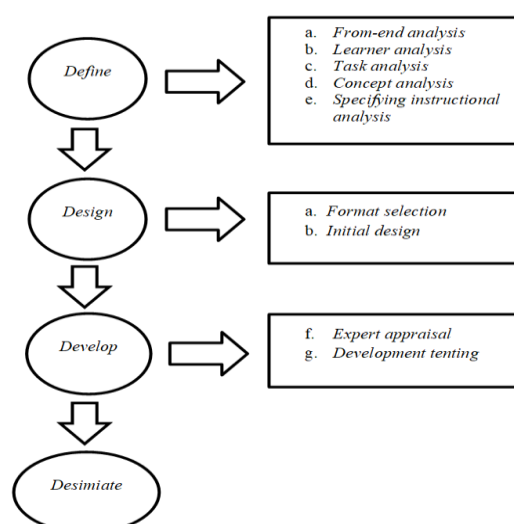 Define
a. From-end analysis
b. Learner analysis
c. Task analysis
d. Concept analysis
e. Specifying instructional
analysis
Design
a. Format selection
b. Initial design
Develop
f. Expert appraisal
g. Development tenting
Desimiate